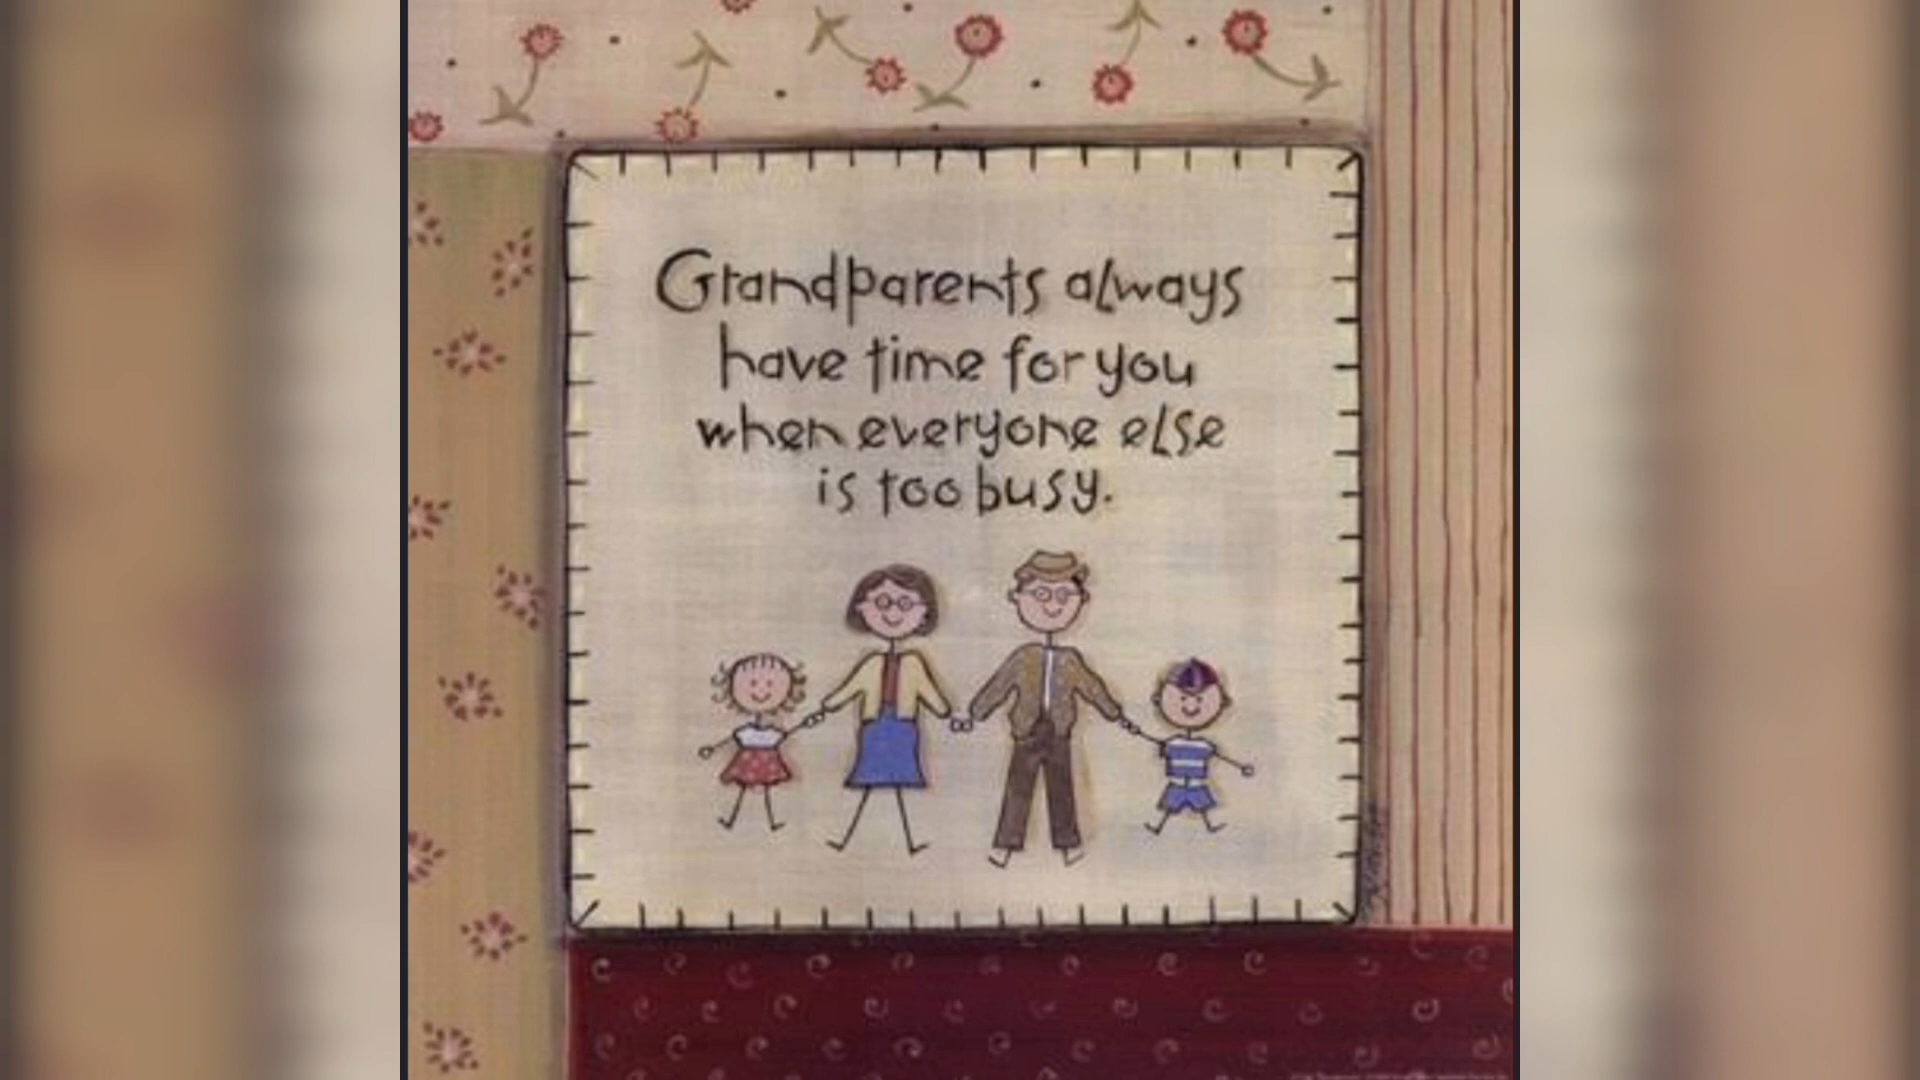 Grandparents always
have time for you
when everyone else
is too busy.